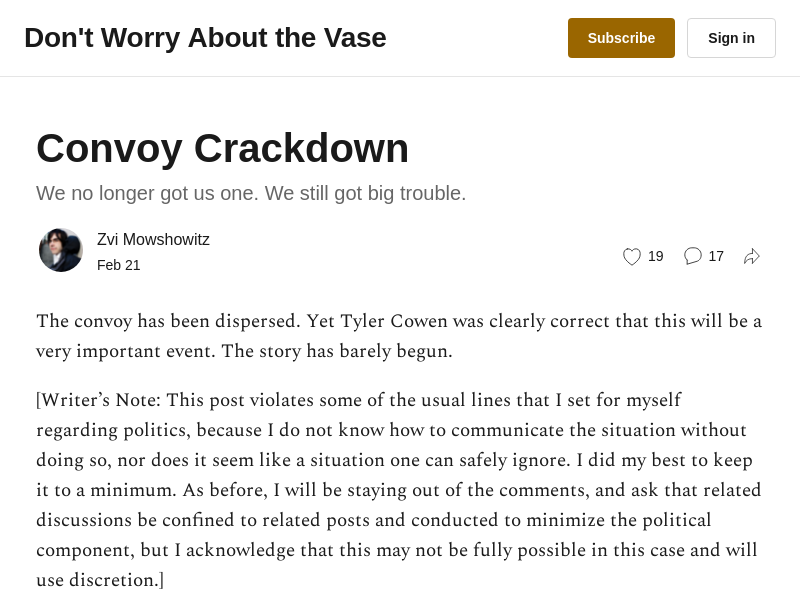 Don't Worry About the Vase
Subscribe
Sign in
Convoy Crackdown
We no longer got us one. We still got big trouble.
Zvi Mowshowitz
Feb 21
19
17
The convoy has been dispersed. Yet Tyler Cowen was clearly correct that this will be a
very important event. The story has barely begun.
[Writer’s Note: This post violates some of the usual lines that I set for myself
regarding politics, because I do not know how to communicate the situation without
doing so, nor does it seem like a situation one can safely ignore. I did my best to keep
it to a minimum. As before, I will be staying out of the comments, and ask that related
discussions be confined to related posts and conducted to minimize the political
component, but I acknowledge that this may not be fully possible in this case and will
use discretion.]